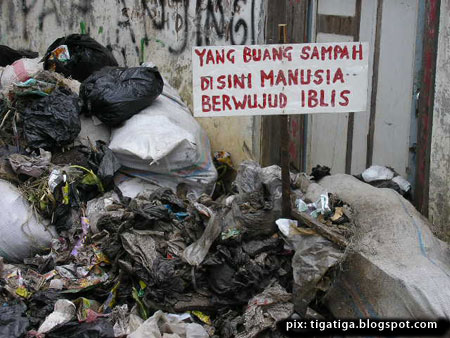 YANG BUANG SAMPAH
DISINI MANUSIA
BERWUJUD IBLIS
pix: tigatiga.blogspot.com